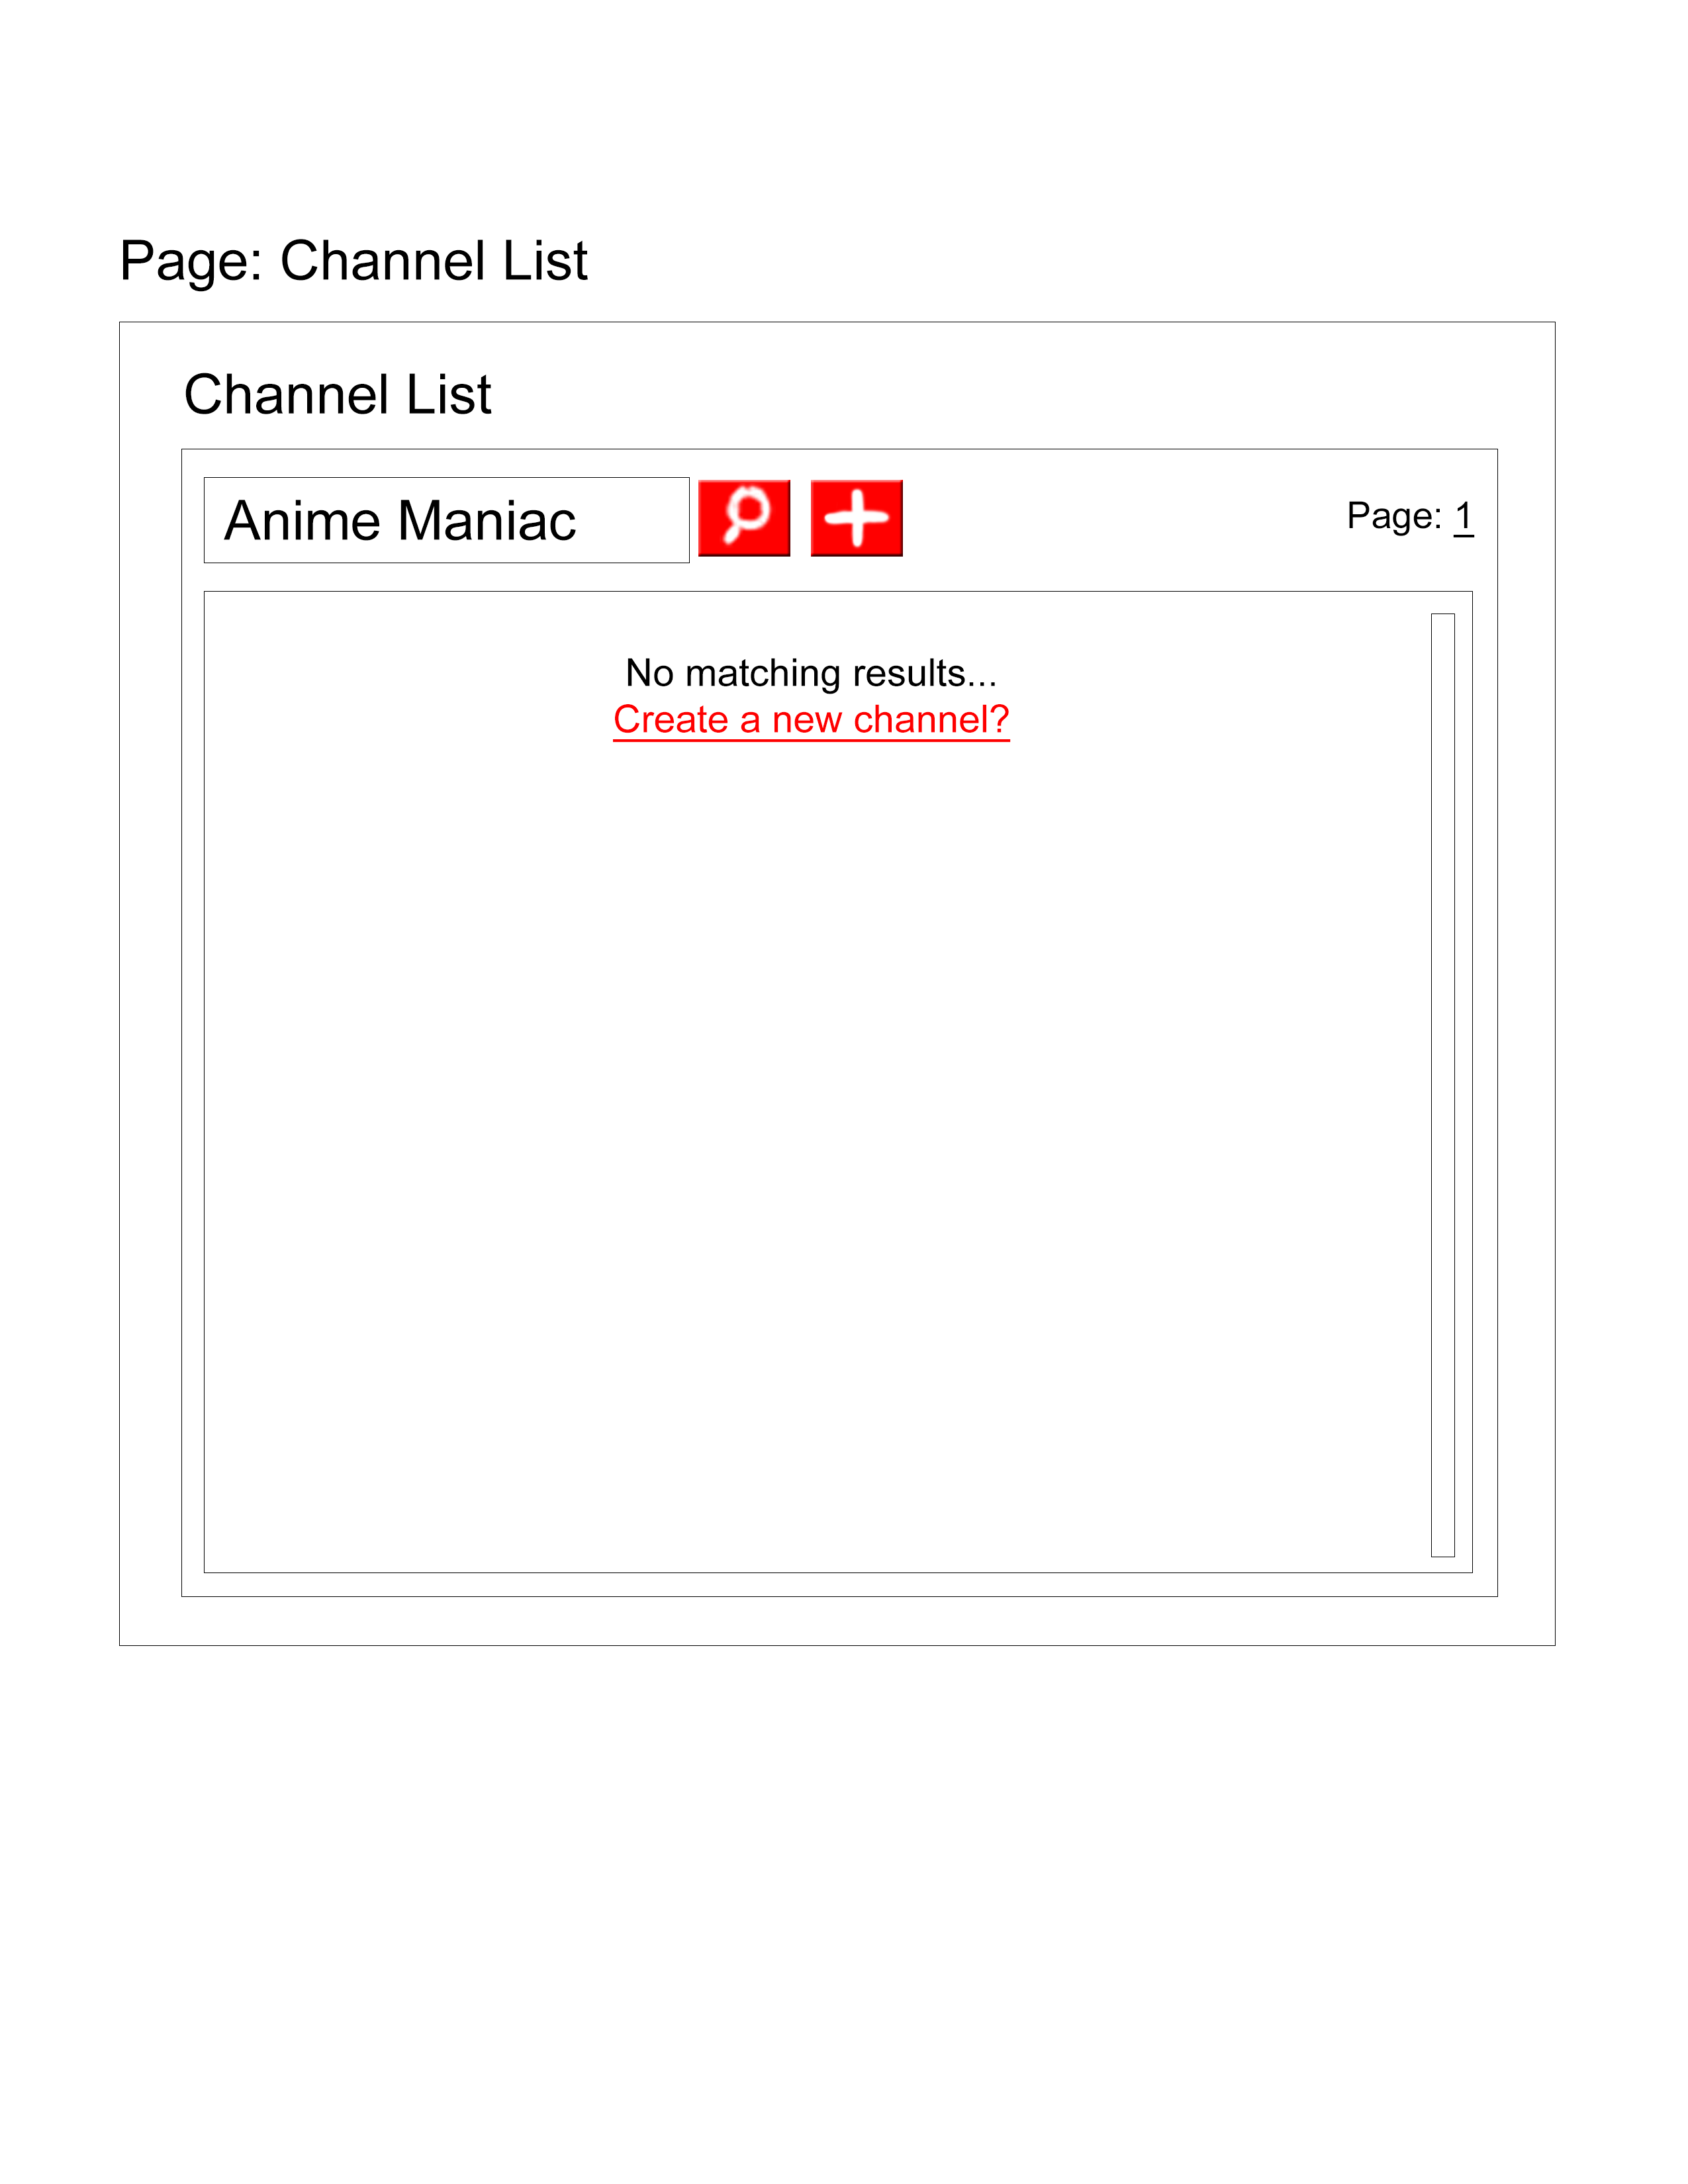 Page: Channel List
Channel List
Anime Maniac
Page: 1
No matching results...
Create a new channel?